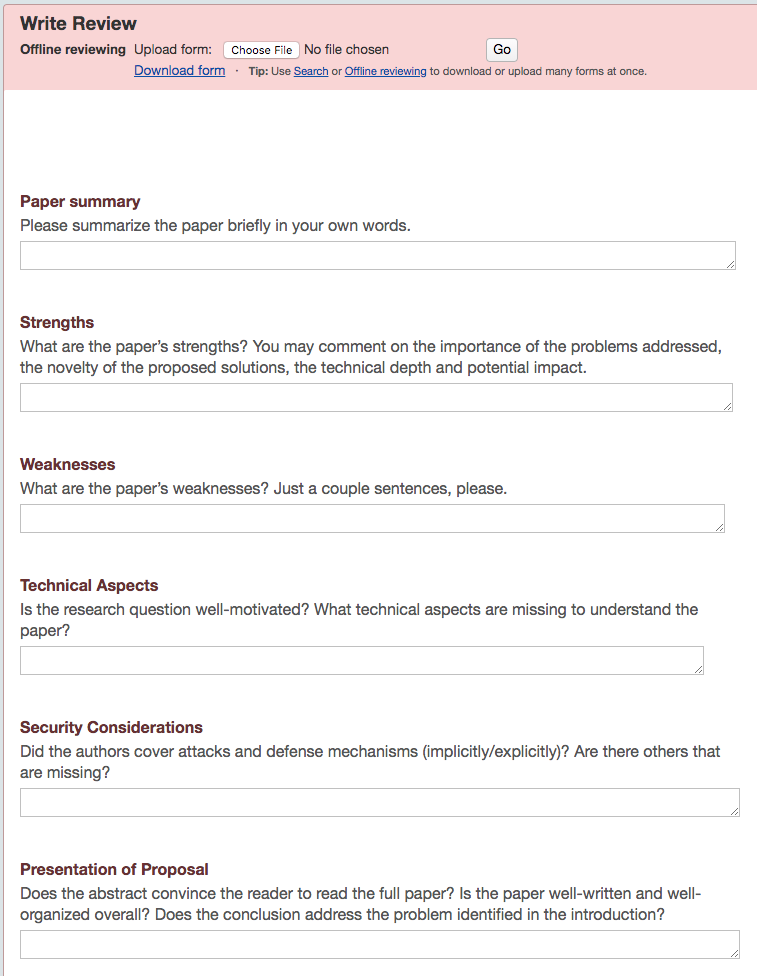 Write Review
Offline reviewing Upload form: Choose File No file chosen Go
Download form · Tip: Use Search or Offline reviewing to download or upload many forms at once.
Paper summary
Please summarize the paper briefly in your own words.
Strengths
What are the paper’s strengths? You may comment on the importance of the problems addressed,
the novelty of the proposed solutions, the technical depth and potential impact.
Weaknesses
What are the paper’s weaknesses? Just a couple sentences, please.
Technical Aspects
Is the research question well-motivated? What technical aspects are missing to understand the
paper?
Security Considerations
Did the authors cover attacks and defense mechanisms (implicitly/explicitly)? Are there others that
are missing?
Presentation of Proposal
Does the abstract convince the reader to read the full paper? Is the paper well-written and well-
organized overall? Does the conclusion address the problem identified in the introduction?